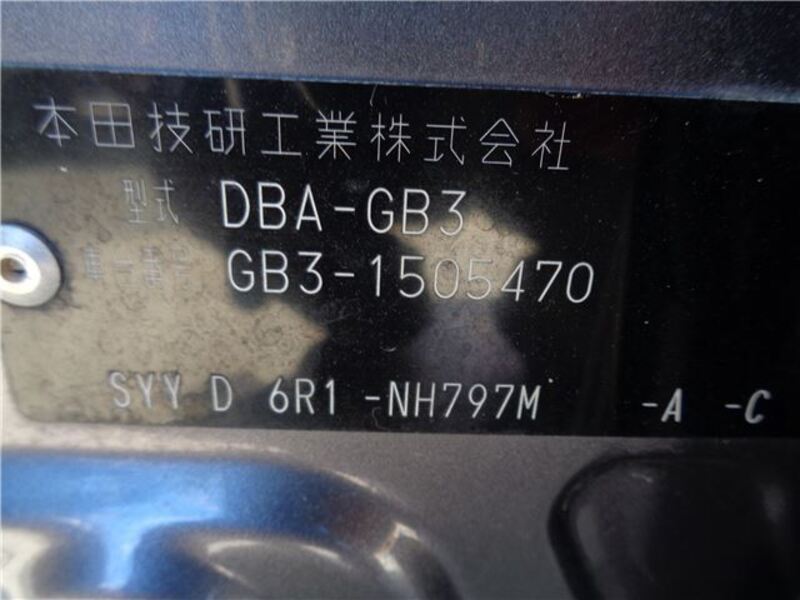 本田技研工業株式会社
型式 DBA-GB3
車台番号 GB3-1505470
SYY D 6R1 -NH797M -A -C